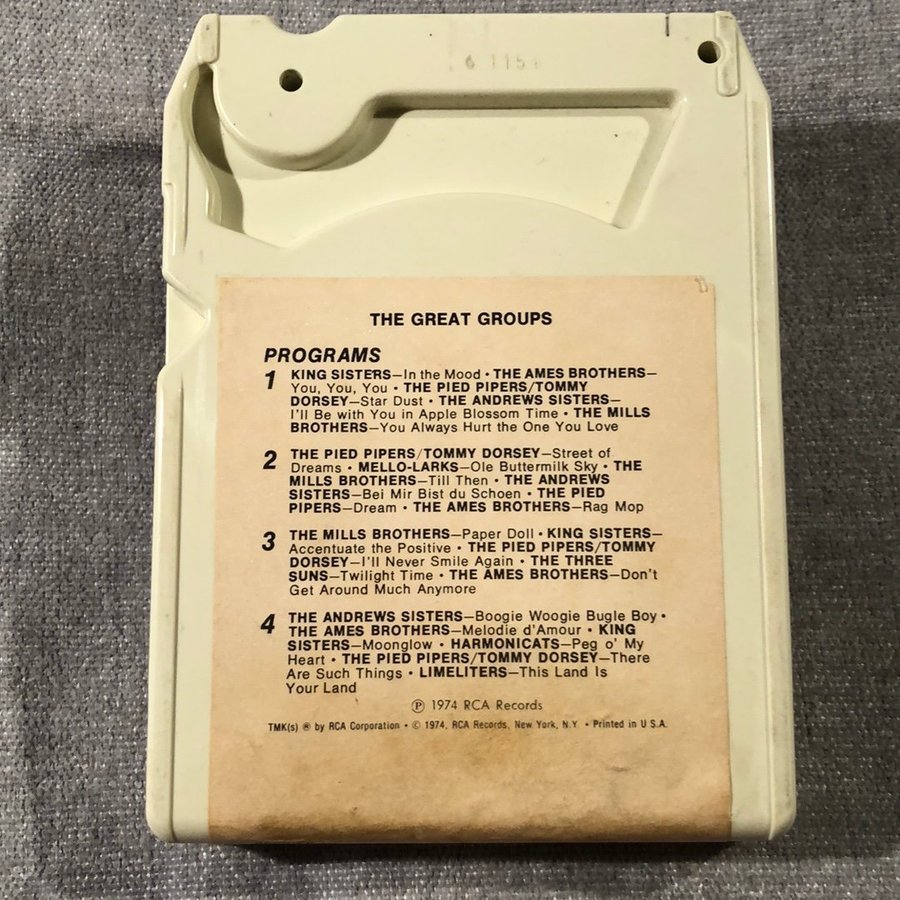 6 115
THE GREAT GROUPS
PROGRAMS
1 KING SISTERS—In the Mood • THE AMES BROTHERS—
You, You, You • THE PIED PIPERS/TOMMY
DORSEY—Star Dust • THE ANDREWS SISTERS—
I'll Be with You in Apple Blossom Time • THE MILLS
BROTHERS—You Always Hurt the One You Love
2 THE PIED PIPERS/TOMMY DORSEY—Street of
Dreams • MELLO-LARKS—Ole Buttermilk Sky • THE
MILLS BROTHERS—Till Then • THE ANDREWS
SISTERS—Bei Mir Bist du Schoen • THE PIED
PIPERS—Dream • THE AMES BROTHERS—Rag Mop
3 THE MILLS BROTHERS—Paper Doll • KING SISTERS—
Accentuate the Positive • THE PIED PIPERS/TOMMY
DORSEY—I'll Never Smile Again • THE THREE
SUNS—Twilight Time • THE AMES BROTHERS—Don't
Get Around Much Anymore
4 THE ANDREWS SISTERS—Boogie Woogie Bugle Boy •
THE AMES BROTHERS—Melodie d'Amour • KING
SISTERS—Moonglow • HARMONICATS—Peg o' My
Heart • THE PIED PIPERS/TOMMY DORSEY—There
Are Such Things • LIMELITERS—This Land Is
Your Land
℗ 1974 RCA Records
TMK(s) ® by RCA Corporation • © 1974, RCA Records, New York, N.Y. • Printed in U.S.A.